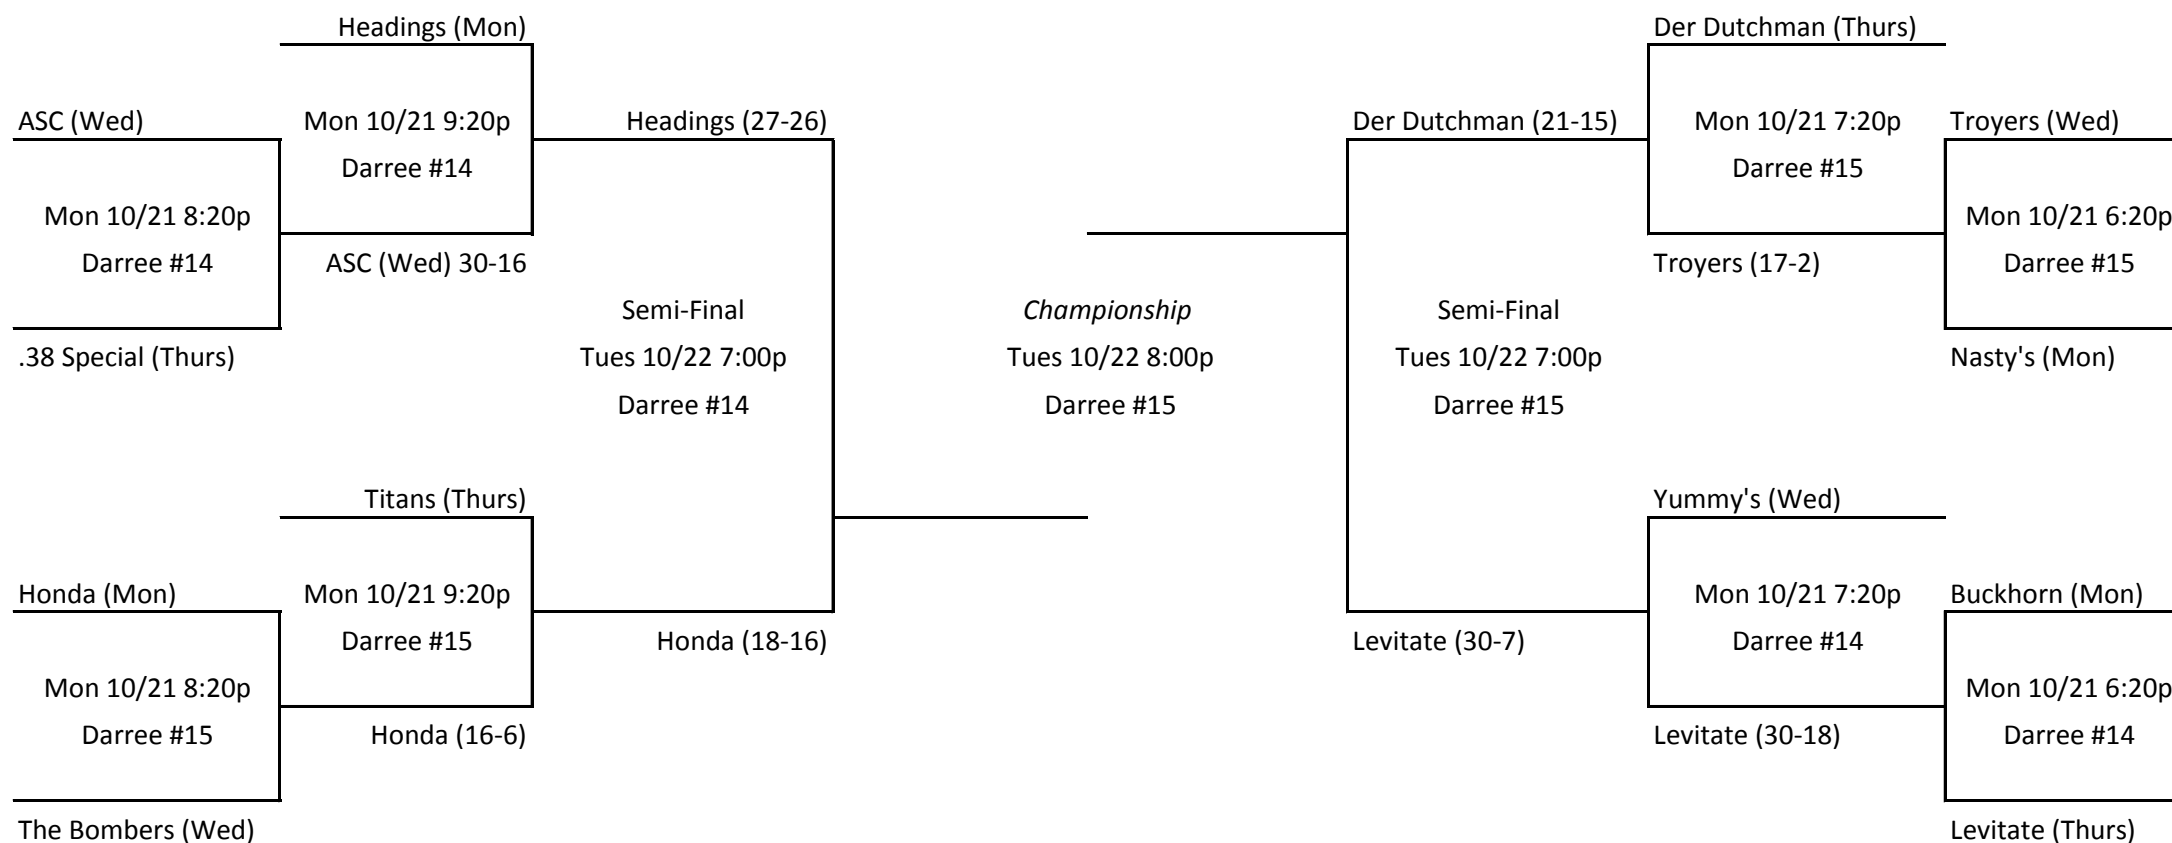 Headings (Mon)
Der Dutchman (Thurs)
ASC (Wed)
Mon 10/21 9:20p
Headings (27-26)
Der Dutchman (21-15)
Mon 10/21 7:20p
Troyers (Wed)
Darree #14
Darree #15
Mon 10/21 8:20p
Mon 10/21 6:20p
Darree #14
ASC (Wed) 30-16
Troyers (17-2)
Darree #15
Semi-Final
Championship
Semi-Final
.38 Special (Thurs)
Tues 10/22 7:00p
Tues 10/22 8:00p
Tues 10/22 7:00p
Nasty's (Mon)
Darree #14
Darree #15
Darree #15
Titans (Thurs)
Yummy's (Wed)
Honda (Mon)
Mon 10/21 9:20p
Mon 10/21 7:20p
Buckhorn (Mon)
Darree #15
Honda (18-16)
Levitate (30-7)
Darree #14
Mon 10/21 8:20p
Mon 10/21 6:20p
Darree #15
Honda (16-6)
Levitate (30-18)
Darree #14
The Bombers (Wed)
Levitate (Thurs)